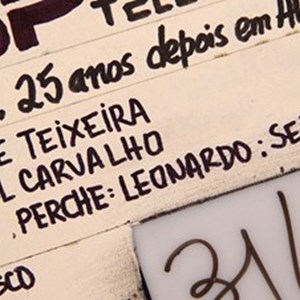 TELE
25 anos depois em
E TEIXEIRA
L CARVALHO
PERCHE: LEONARDO: SE
SCO
31/